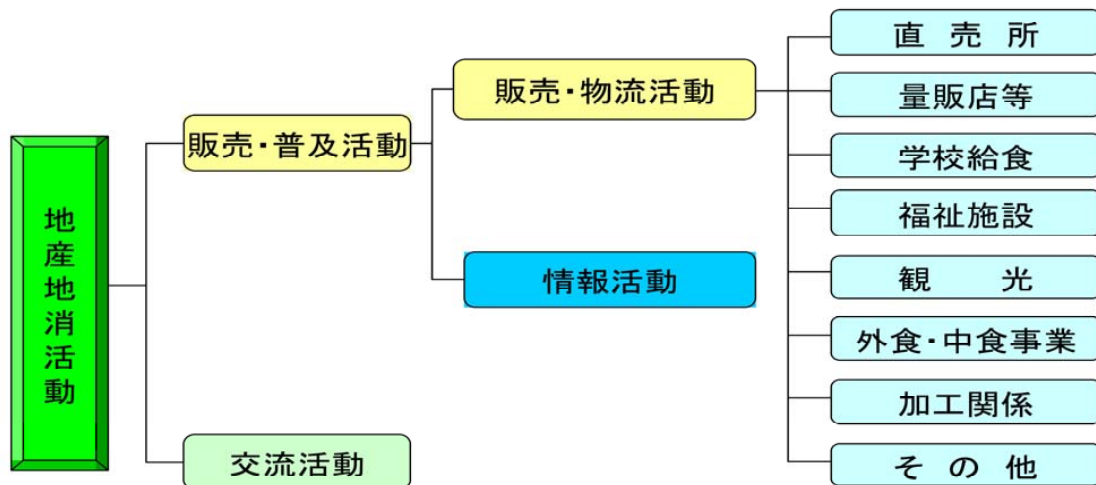 地産地消活動
販売・普及活動
交流活動
販売・物流活動
情報活動
直売所
量販店等
学校給食
福祉施設
観光
外食・中食事業
加工関係
その他